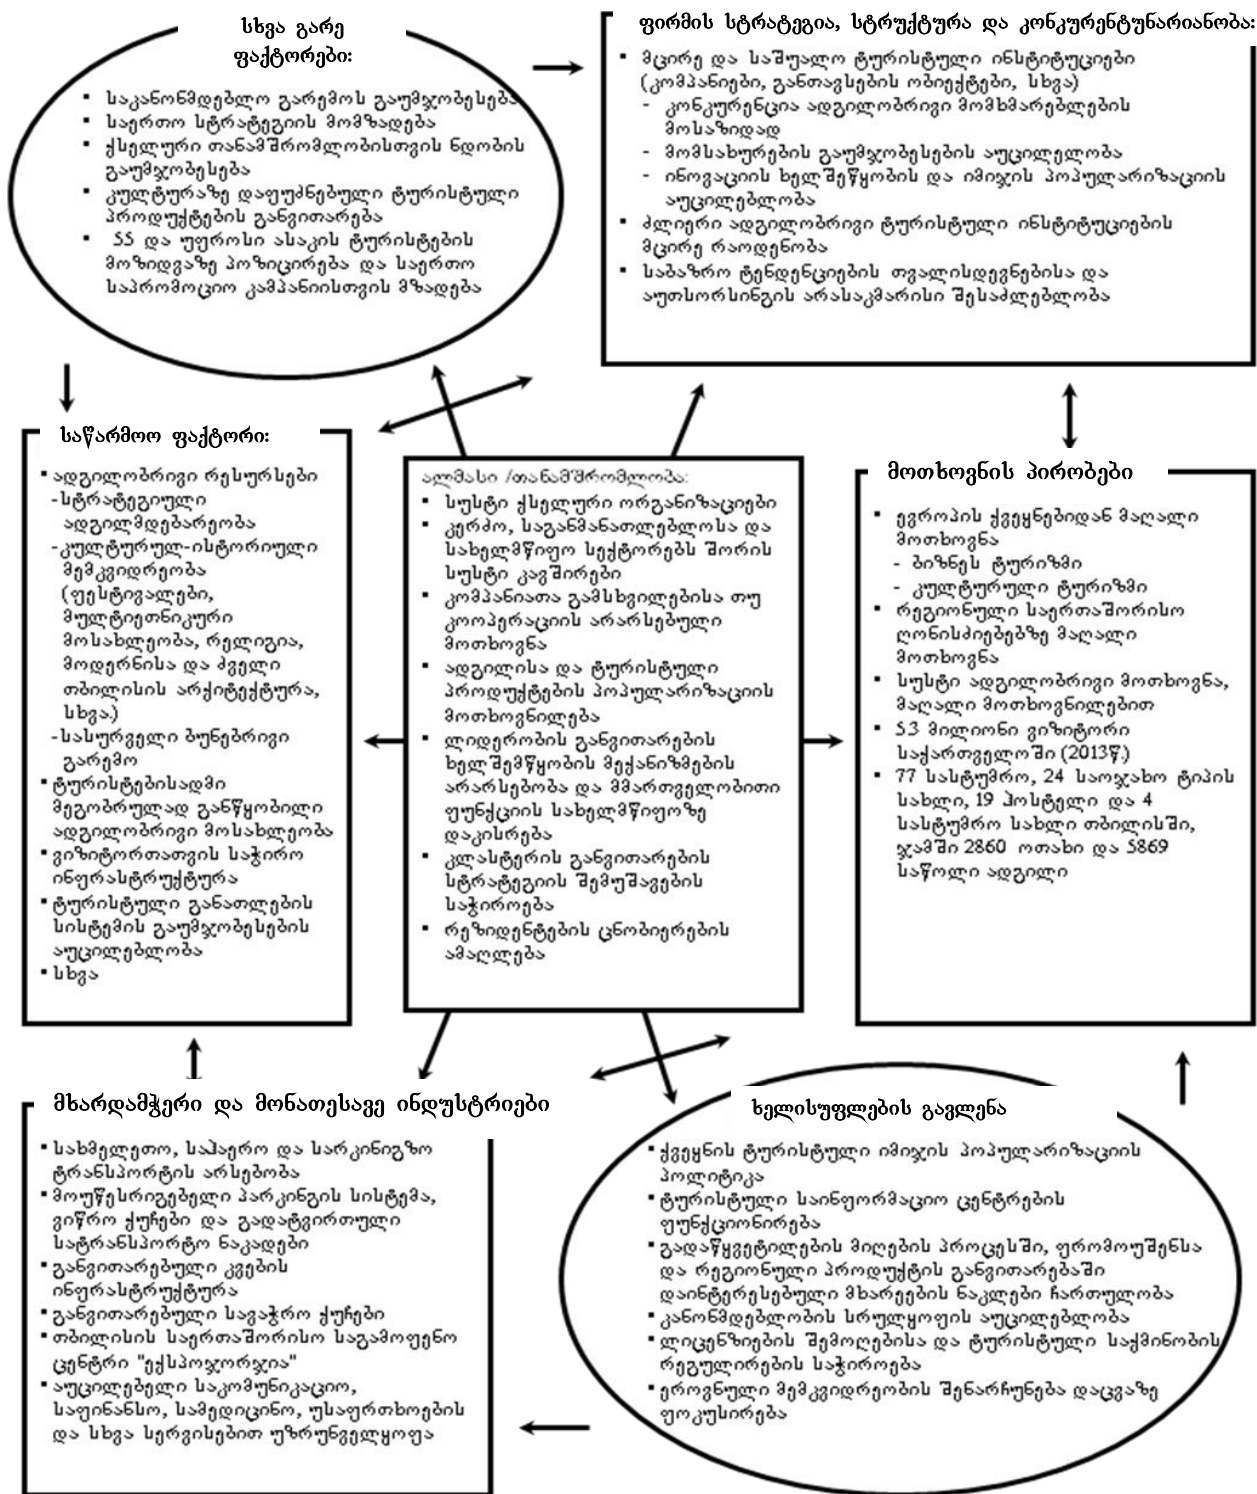 სხვა გარე
ფაქტორები:
▪ საკანონმდებლო გარემოს გაუმჯობესება
▪ საერთო სტრატეგიის მომზადება
▪ ქსელური თანამშრომლობისთვის ნდობის
გაუმჯობესება
▪ კულტურაზე დაფუძნებული ტურისტული
პროდუქტების განვითარება
▪ 55 და უფროსი ასაკის ტურისტების
მოზიდვაზე პოზიცირება და საერთო
საპრომოციო კამპანიისთვის მზადება
ფირმის სტრატეგია, სტრუქტურა და კონკურენტუნარიანობა:
▪ მცირე და საშუალო ტურისტული ინსტიტუციები
(კომპანიები, განთავსების ობიექტები, სხვა)
- კონკურენცია ადგილობრივი მომხმარებლების
მოსაზიდად
- მომსახურების გაუმჯობესების აუცილელობა
- ინოვაციის ხელშეწყობის და იმიჯის პოპულარიზაციის
აუცილებლობა
▪ ძლიერი ადგილობრივი ტურისტული ინსტიტუციების
მცირე რაოდენობა
▪ საბაზრო ტენდენციების თვალისდევნებისა და
აუთსორსინგის არასაკმარისი შესაძლებლობა
საწარმოო ფაქტორი:
▪ ადგილობრივი რესურსები
-სტრატეგიული
ადგილმდებარეობა
-კულტურულ-ისტორიული
მემკვიდრეობა
(ფესტივალები,
მულტიეთნიკური
მოსახლეობა, რელიგია,
მოდერნისა და ძველი
თბილისის არქიტექტურა,
სხვა.)
-სასურველი ბუნებრივი
გარემო
▪ ტურისტებისადმი
მეგობრულად განწყობილი
ადგილობრივი მოსახლეობა
▪ ვიზიტორთათვის საჭირო
ინფრასტრუქტურა
▪ ტურისტული განათლების
სისტემის გაუმჯობესების
აუცილებლობა
▪ სხვა
ალმასი /თანამშრომლობა:
▪ სუსტი ქსელური ორგანიზაციები
▪ კერძო, საგანმანათლებლოსა და
სახელმწიფო სექტორებს შორის
სუსტი კავშირები
▪ კომპანიათა გამსხვილებისა თუ
კოოპერაციის არარსებული
მოთხოვნა
▪ ადგილისა და ტურისტული
პროდუქტების პოპულარიზაციის
მოთხოვნილება
▪ ლიდერობის განვითარების
ხელშემწყობის მექანიზმების
არარსებობა და მმართველობითი
ფუნქციის სახელმწიფოზე
დაკისრება
▪ კლასტერის განვითარების
სტრატეგიის შემუშავების
საჭიროება
▪ რეზიდენტების ცნობიერების
ამაღლება
მოთხოვნის პირობები
▪ ევროპის ქვეყნებიდან მაღალი
მოთხოვნა
- ბიზნეს ტურიზმი
- კულტურული ტურიზმი
▪ რეგიონული საერთაშორისო
ღონისძიებებზე მაღალი
მოთხოვნა
▪ სუსტი ადგილობრივი მოთხოვნა,
მაღალი მოთხოვნილებით
▪ 5.3 მილიონი ვიზიტორი
საქართველოში (2013წ.)
▪ 77 სასტუმრო, 24 საოჯახო ტიპის
სახლი, 19 ჰოსტელი და 4
სასტუმრო სახლი თბილისში,
ჯამში 2860 ოთახი და 5869
საწოლი ადგილი
მხარდამჭერი და მონათესავე ინდუსტრიები
▪ სახმელეთო, საჰაერო და სარკინიგზო
ტრანსპორტის არსებობა
▪ მოუწესრიგებელი პარკინგის სისტემა,
ვიწრო ქუჩები და გადატვირთული
სატრანსპორტო ნაკადები
▪ განვითარებული კვების
ინფრასტრუქტურა
▪ განვითარებული სავაჭრო ქუჩები
▪ თბილისის საერთაშორისო საგამოფენო
ცენტრი "ექსპოჯორჯია"
▪ აუცილებელი საკომუნიკაციო,
საფინანსო, სამედიცინო, უსაფრთხოების
და სხვა სერვისებით უზრუნველყოფა
ხელისუფლების გავლენა
▪ ქვეყნის ტურისტული იმიჯის პოპულარიზაციის
პოლიტიკა
▪ ტურისტული საინფორმაციო ცენტრების
ფუნქციონირება
▪ გადაწყვეტილების მიღების პროცესში, ფრომოუშენსა
და რეგიონული პროდუქტის განვითარებაში
დაინტერესებული მხარეების ნაკლები ჩართულობა
▪ კანონმდებლობის სრულყოფის აუცილებლობა
▪ ლიცენზიების შემოღებისა და ტურისტული საქმინობის
რეგულირების საჭიროება
▪ ეროვნული მემკვიდრეობის შენარჩუნება დაცვაზე
ფოკუსირება